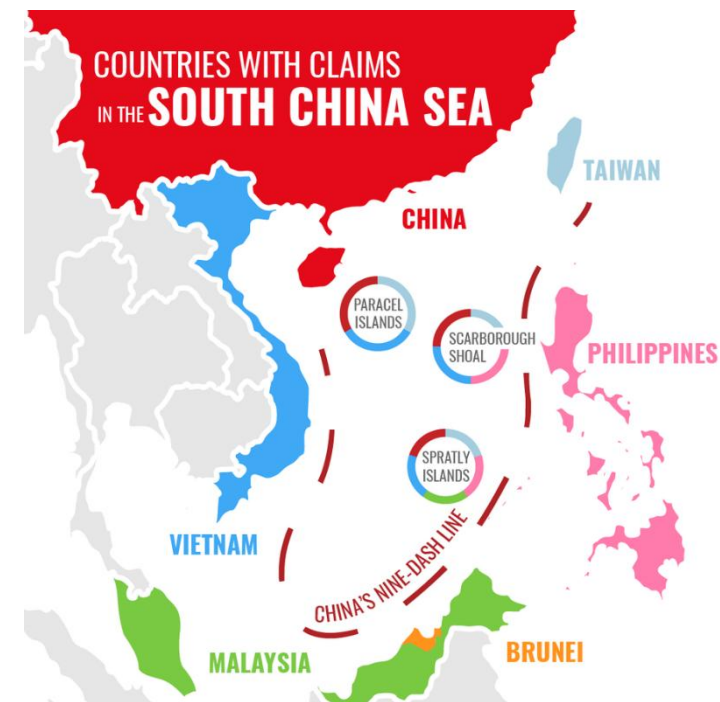 COUNTRIES WITH CLAIMS
IN THE SOUTH CHINA SEA
TAIWAN
CHINA
PARACEL
ISLANDS
SCARBOROUGH
SHOAL
PHILIPPINES
SPRATLY
ISLANDS
VIETNAM
CHINA'S NINE-DASH LINE
MALAYSIA
BRUNEI